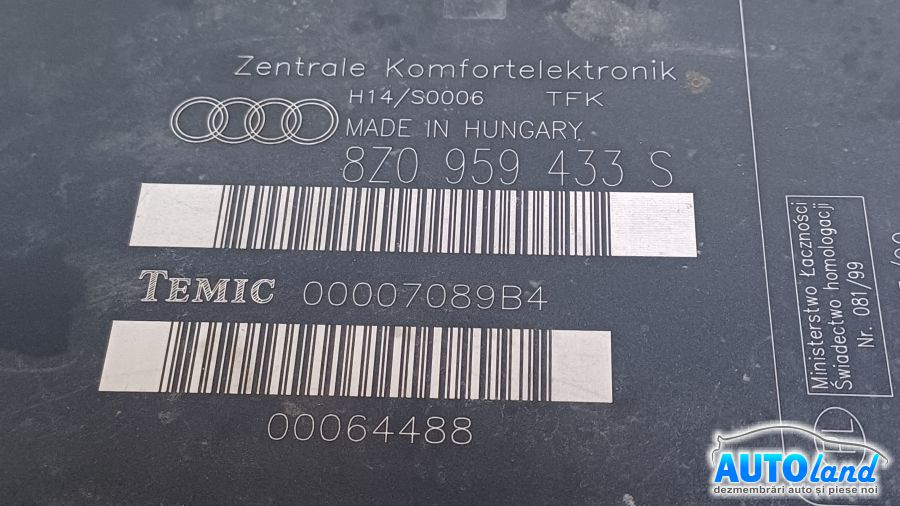 Zentrale Komfortelektronik
H14/S0006 TFK
MADE IN HUNGARY
8Z0 959 433 S
TEMIC 00007089B4
00064488
Ministerstwo Łączności
Świadectwo homologacji
Nr. 081/99
AUTOland
dezmembrări auto și piese noi